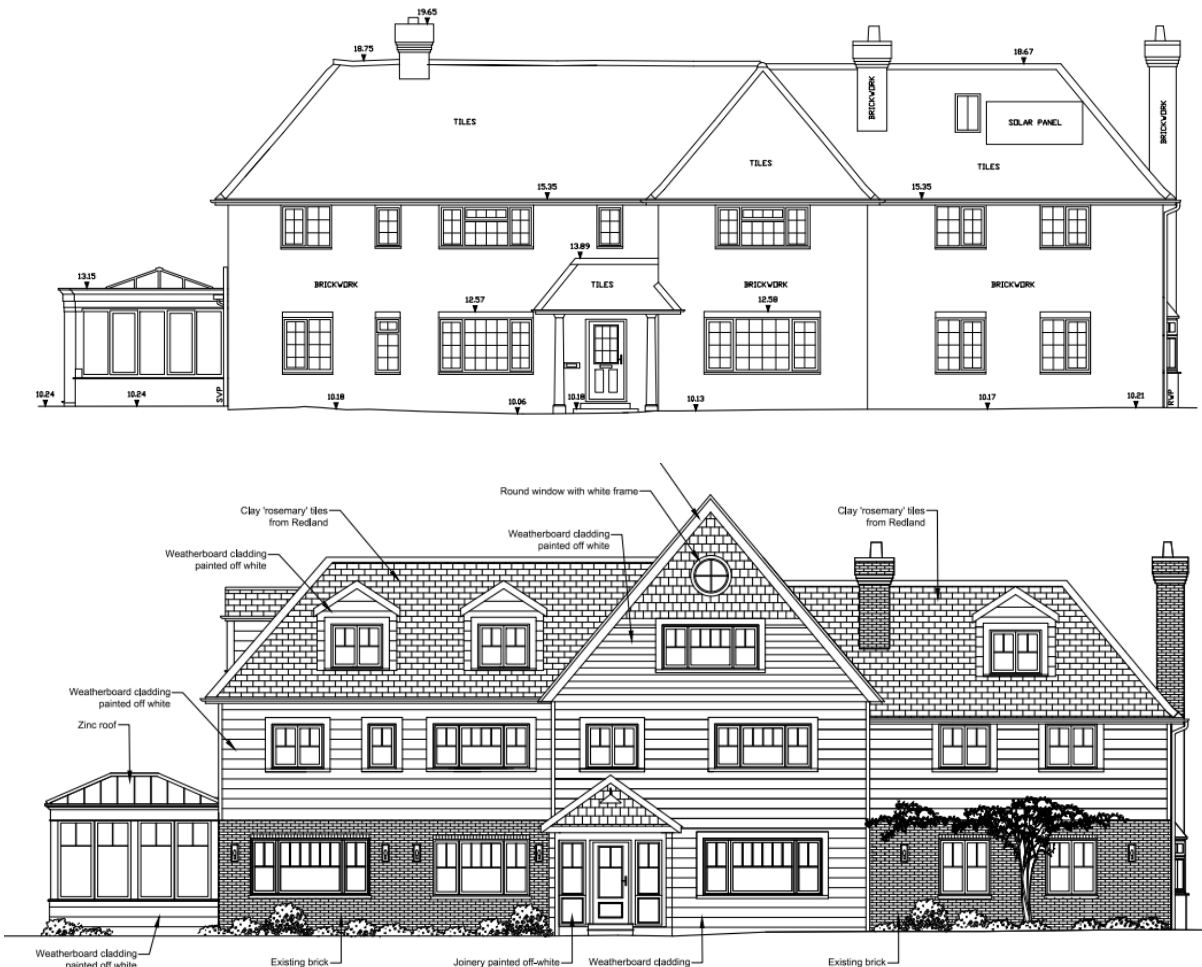 19.65
18.75
18.67
BRICKWORK
BRICKWORK
SOLAR PANEL
TILES
TILES
TILES
15.35
15.35
13.89
13.15
BRICKWORK
TILES
BRICKWORK
BRICKWORK
12.57
12.58
SVP
RWP
10.24
10.24
10.18
10.06
10.18
10.13
10.17
10.21
Round window with white frame
Clay 'rosemary' tiles
from Redland
Clay 'rosemary' tiles
from Redland
Weatherboard cladding
painted off white
Weatherboard cladding
painted off white
Weatherboard cladding
painted off white
Zinc roof
Weatherboard cladding
painted off white
Existing brick
Joinery painted off-white
Weatherboard cladding
Existing brick